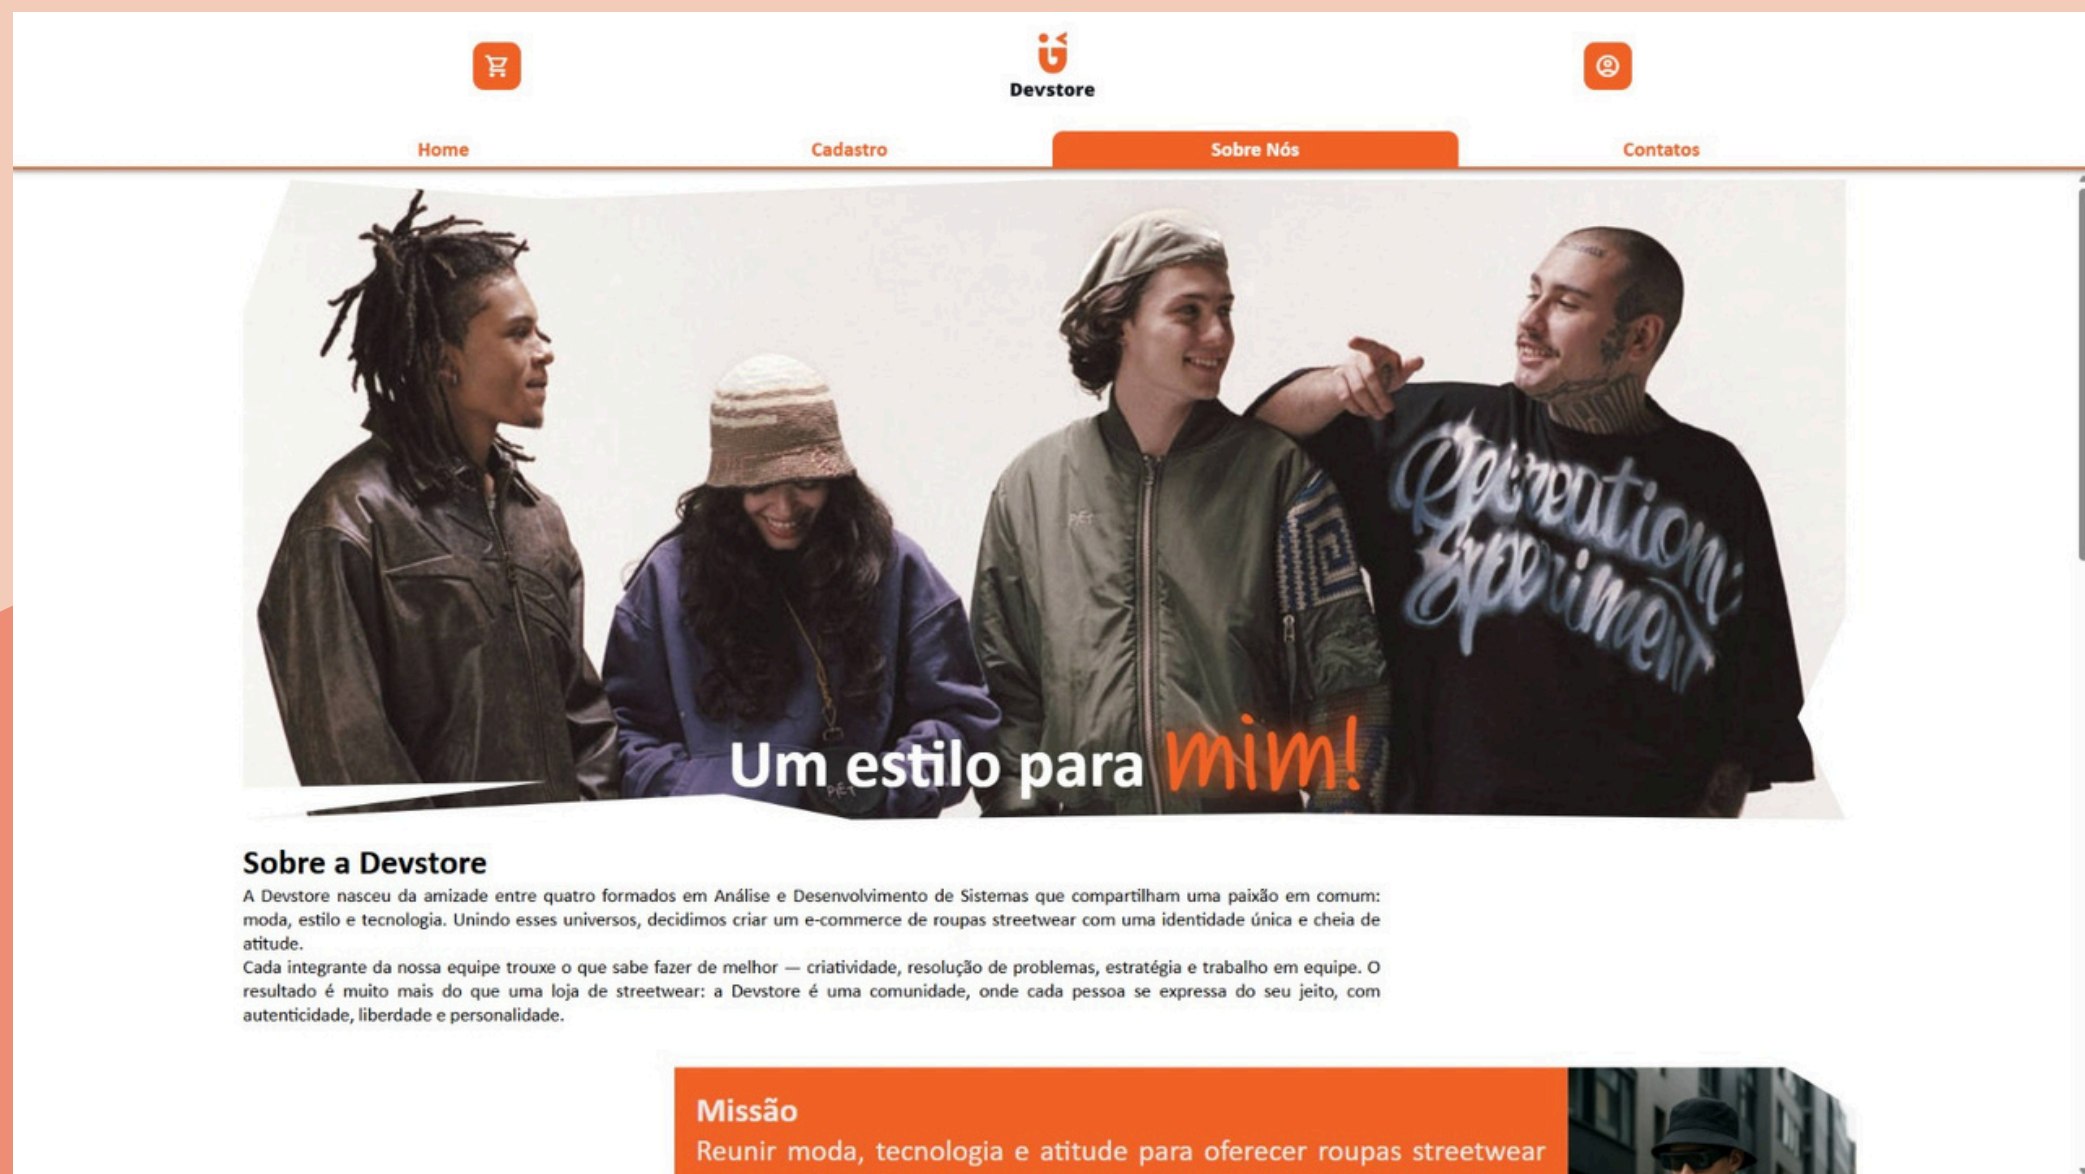 Devstore
Home
Cadastro
Sobre Nós
Contatos
PIET
Recreation
Experiment
Um estilo para mim!
PIET
Sobre a Devstore
A Devstore nasceu da amizade entre quatro formados em Análise e Desenvolvimento de Sistemas que compartilham uma paixão em comum:
moda, estilo e tecnologia. Unindo esses universos, decidimos criar um e-commerce de roupas streetwear com uma identidade única e cheia de
atitude.
Cada integrante da nossa equipe trouxe o que sabe fazer de melhor — criatividade, resolução de problemas, estratégia e trabalho em equipe. O
resultado é muito mais do que uma loja de streetwear: a Devstore é uma comunidade, onde cada pessoa se expressa do seu jeito, com
autenticidade, liberdade e personalidade.
Missão
Reunir moda, tecnologia e atitude para oferecer roupas streetwear